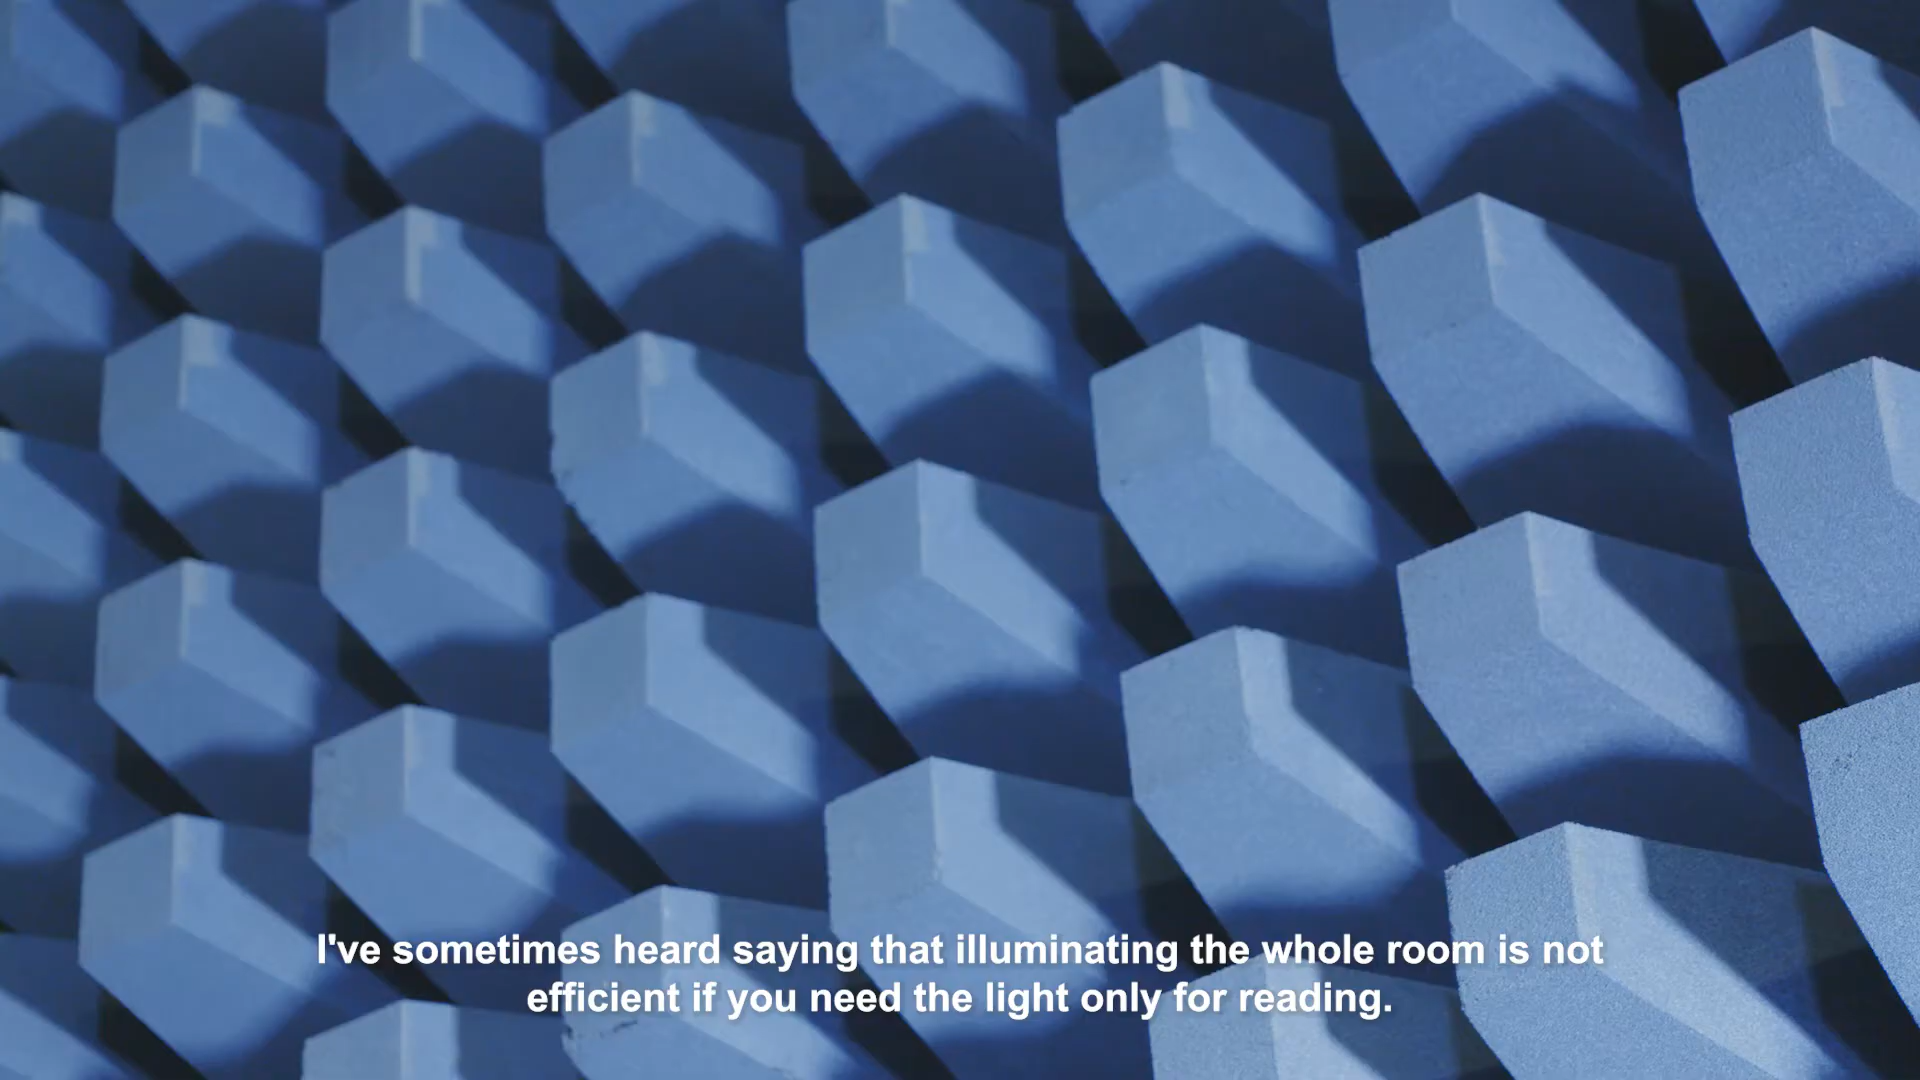 I've sometimes heard saying that illuminating the whole room is not
efficient if you need the light only for reading.